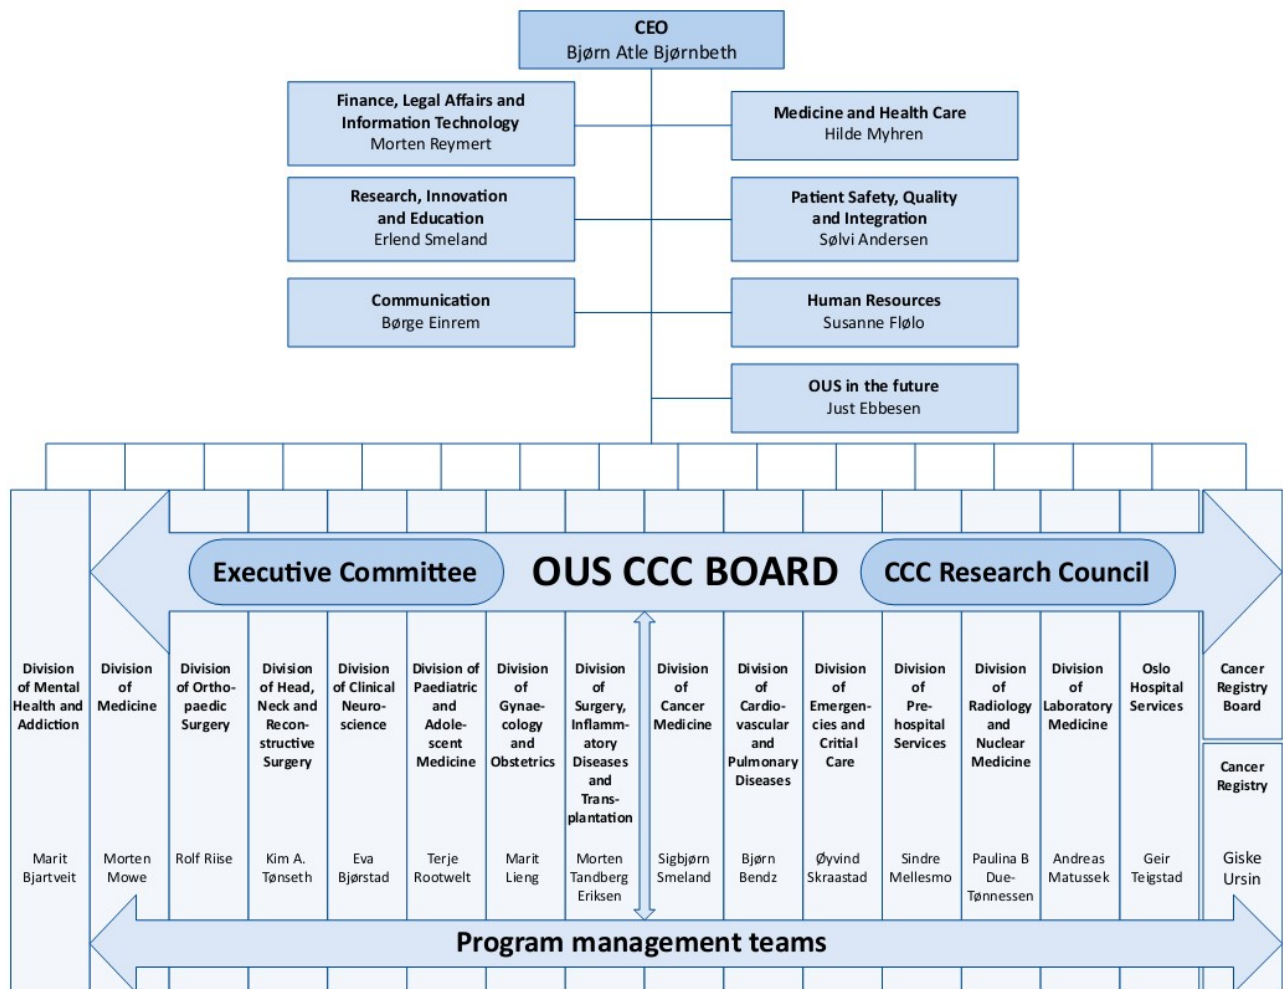 CEO
Bjørn Atle Bjørnbeth
Finance, Legal Affairs and
Information Technology
Morten Reymert
Medicine and Health Care
Hilde Myhren
Research, Innovation
and Education
Erlend Smeland
Patient Safety, Quality
and Integration
Sølvi Andersen
Communication
Børge Einrem
Human Resources
Susanne Flølo
OUS in the future
Just Ebbesen
Executive Committee
OUS CCC BOARD
CCC Research Council
Division
of Mental
Health and
Addiction
Marit
Bjartveit
Division
of
Medicine
Morten
Mowe
Division
of Ortho-
paedic
Surgery
Rolf Riise
Division
of Head,
Neck and
Recon-
structive
Surgery
Kim A.
Tønseth
Division
of Clinical
Neuro-
science
Eva
Bjørstad
Division of
Paediatric
and
Adole-
scent
Medicine
Terje
Rootwelt
Division
of
Gynae-
cology
and
Obstetrics
Marit
Lieng
Division
of
Surgery,
Inflamm-
atory
Diseases
and
Trans-
plantation
Morten
Tandberg
Eriksen
Division
of
Cancer
Medicine
Sigbjørn
Smeland
Division
of
Cardio-
vascular
and
Pulmonary
Diseases
Bjørn
Bendz
Division
of
Emergen-
cies and
Critial
Care
Øyvind
Skraastad
Division
of
Pre-
hospital
Services
Sindre
Mellesmo
Division
of
Radiology
and
Nuclear
Medicine
Paulina B
Due-
Tønnessen
Division
of
Laboratory
Medicine
Andreas
Matussek
Oslo
Hospital
Services
Geir
Teigstad
Cancer
Registry
Board
Cancer
Registry
Giske
Ursin
Program management teams